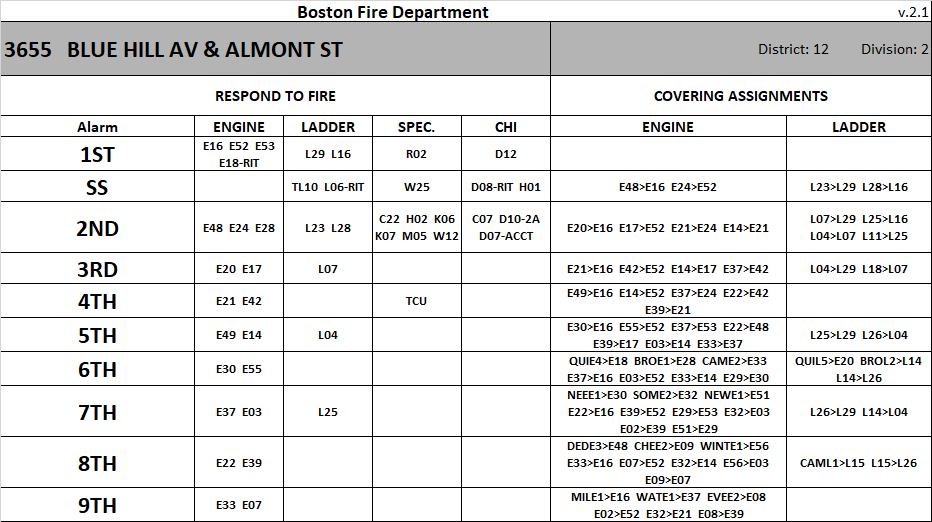 Boston Fire Department v.2.1
3655 BLUE HILL AV & ALMONT ST District: 12 Division: 2
RESPOND TO FIRE COVERING ASSIGNMENTS
Alarm ENGINE LADDER SPEC. CHI ENGINE LADDER
1ST E16 E52 E53 L29 L16 R02 D12
E18-RIT
SS TL10 L06-RIT W25 D08-RIT H01 E48>E16 E24>E52 L23>L29 L28>L16
2ND E48 E24 E28 L23 L28 C22 H02 K06 C07 D10-2A E20>E16 E17>E52 E21>E24 E14>E21 L07>L29 L25>L16
K07 M05 W12 D07-ACCT L04>L07 L11>L25
3RD E20 E17 L07 E21>E16 E42>E52 E14>E17 E37>E42 L04>L29 L18>L07
4TH E21 E42 TCU E49>E16 E14>E52 E37>E24 E22>E42
E39>E21
5TH E49 E14 L04 E30>E16 E55>E52 E37>E53 E22>E48 L25>L29 L26>L04
E39>E17 E03>E14 E33>E37
6TH E30 E55 QUIE4>E18 BROE1>E28 CAME2>E33 QUIL5>E20 BROL2>L14
E37>E16 E03>E52 E33>E14 E29>E30 L14>L26
7TH E37 E03 L25 NEEE1>E30 SOME2>E32 NEWE1>E51 L26>L29 L14>L04
E22>E16 E39>E52 E29>E53 E32>E03
E02>E39 E51>E29
8TH E22 E39 DEDE3>E48 CHEE2>E09 WINTE1>E56 CAML1>L15 L15>L26
E33>E16 E07>E52 E32>E14 E56>E03
E09>E07
9TH E33 E07 MILE1>E16 WATE1>E37 EVEE2>E08
E02>E52 E32>E21 E08>E39